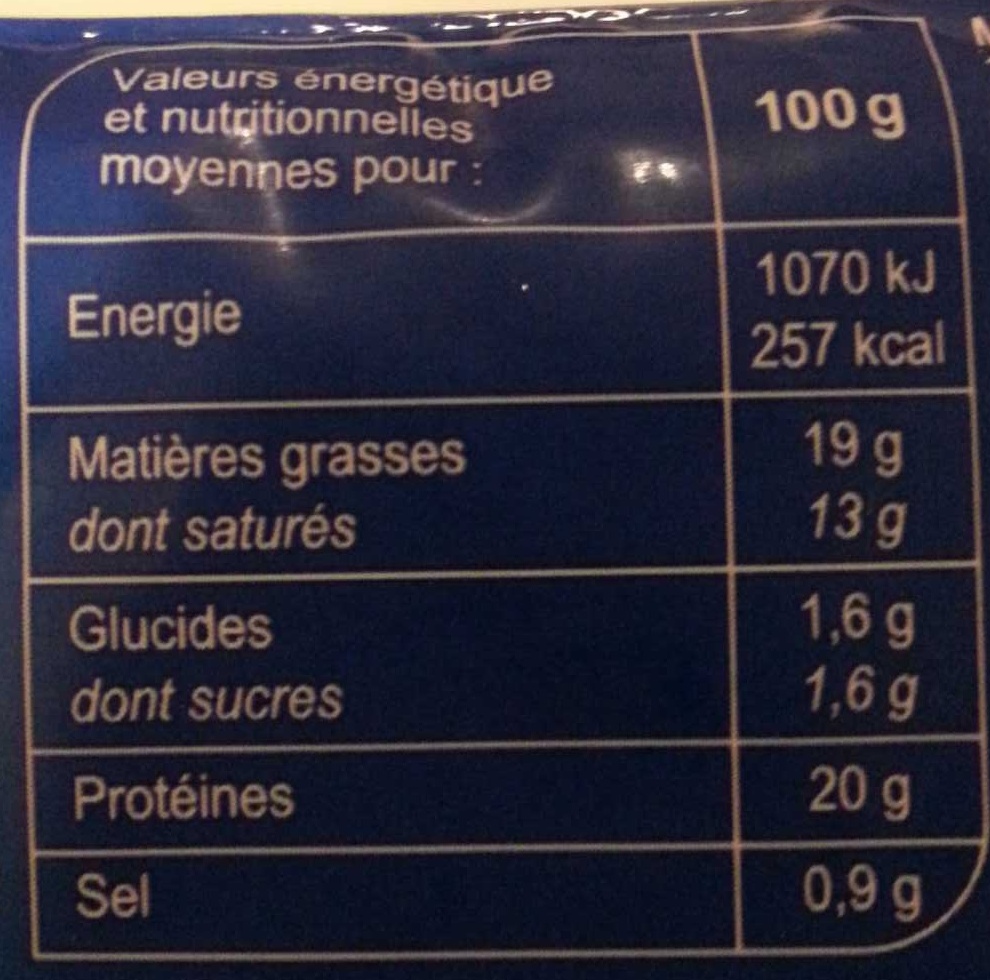 Valeurs énergétique
et nutritionnelles
moyennes pour :
100 g
Energie
1070 kJ
257 kcal
Matières grasses 19 g
dont saturés 13 g
Glucides 1,6 g
dont sucres 1,6 g
Protéines 20 g
Sel 0,9 g